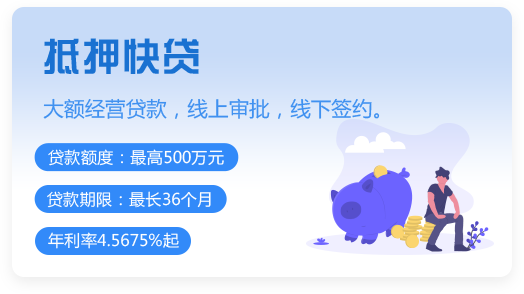 抵押快贷
大额经营贷款，线上审批，线下签约。
贷款额度：最高500万元
贷款期限：最长36个月
年利率4.5675%起